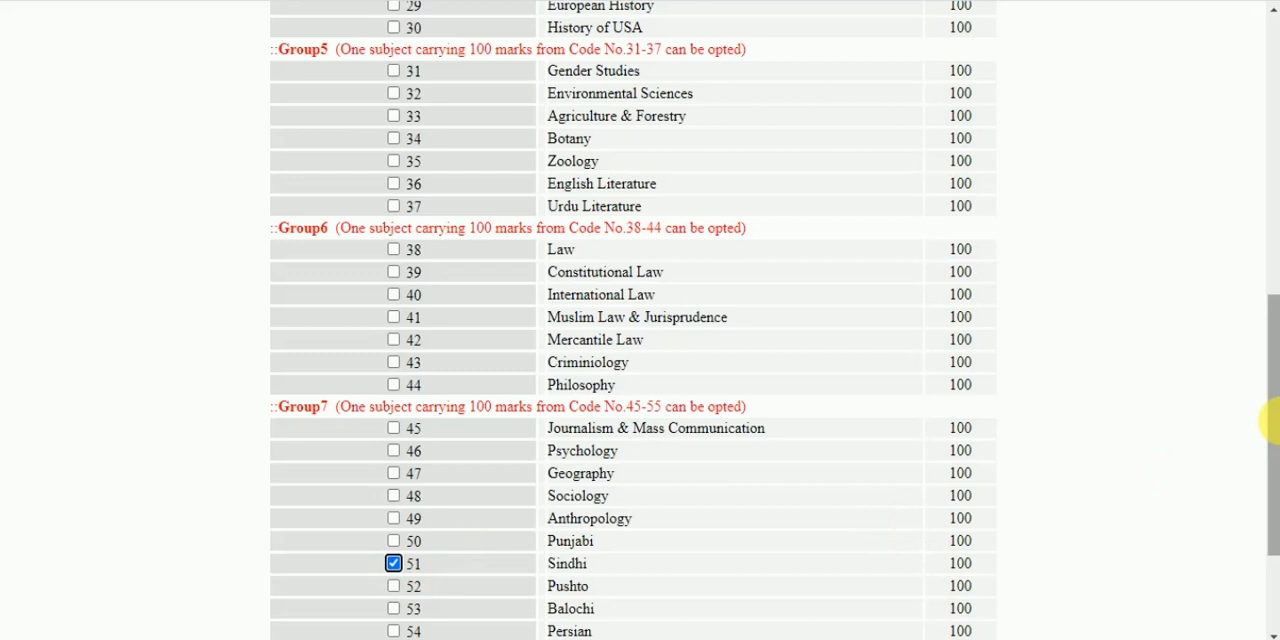 29 European History 100
30 History of USA 100
::Group5 (One subject carrying 100 marks from Code No.31-37 can be opted)
31 Gender Studies 100
32 Environmental Sciences 100
33 Agriculture & Forestry 100
34 Botany 100
35 Zoology 100
36 English Literature 100
37 Urdu Literature 100
::Group6 (One subject carrying 100 marks from Code No.38-44 can be opted)
38 Law 100
39 Constitutional Law 100
40 International Law 100
41 Muslim Law & Jurisprudence 100
42 Mercantile Law 100
43 Criminiology 100
44 Philosophy 100
::Group7 (One subject carrying 100 marks from Code No.45-55 can be opted)
45 Journalism & Mass Communication 100
46 Psychology 100
47 Geography 100
48 Sociology 100
49 Anthropology 100
50 Punjabi 100
51 Sindhi 100
52 Pushto 100
53 Balochi 100
54 Persian 100